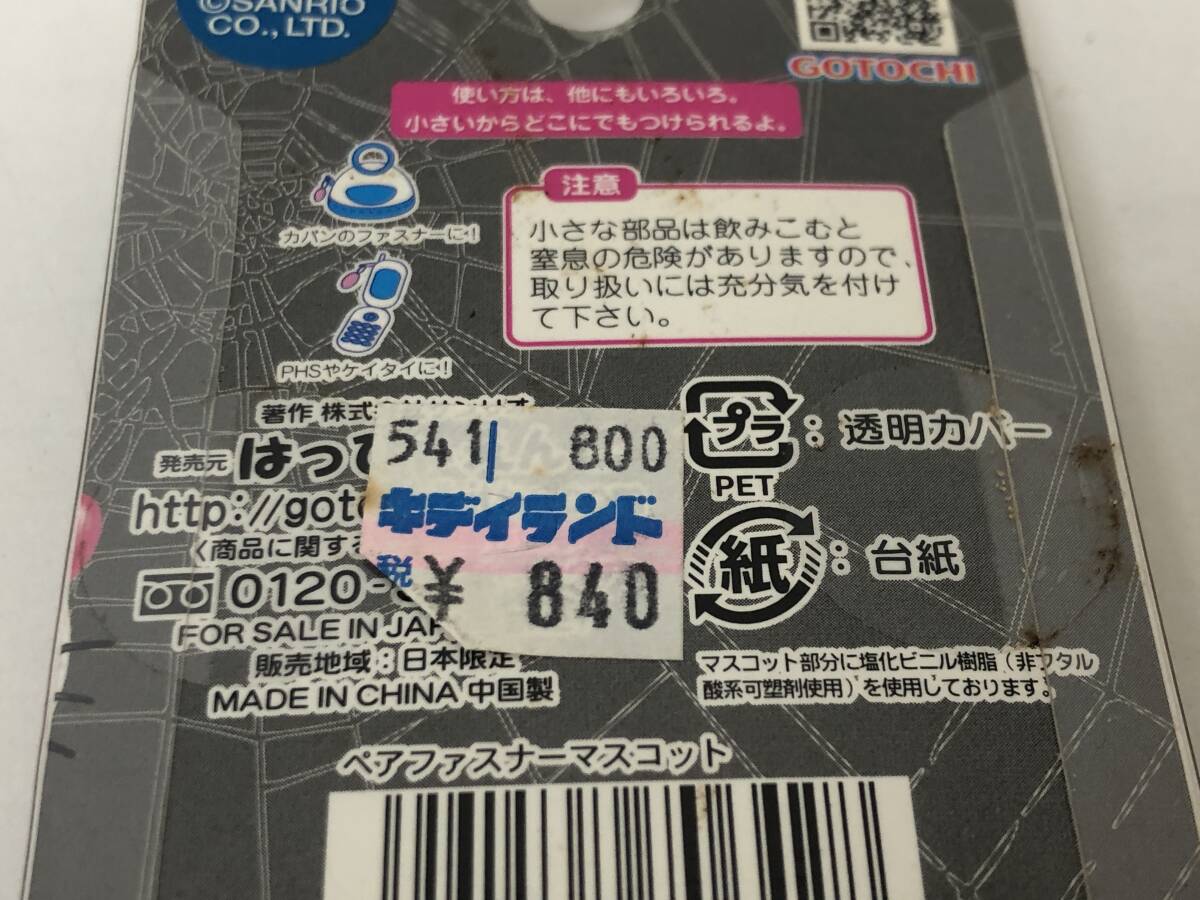 ©SANRIO
CO., LTD.
GOTOCHI
使い方は、他にもいろいろ。
小さいからどこにでもつけられるよ。
カバンのファスナーに!
PHSやケイタイに!
注意
小さな部品は飲みこむと
窒息の危険がありますので、
取り扱いには充分気を付け
て下さい。
著作 株式
発売元 はっぴ
http://goto
〈商品に関する
0120-
FOR SALE IN JAP
販売地域:日本限定
MADE IN CHINA 中国製
541 800
キデイランド
税 ¥ 840
プラ : 透明カバー
PET
紙 : 台紙
マスコット部分に塩化ビニル樹脂(非フタル
酸系可塑剤使用)を使用しております。
ペアファスナーマスコット